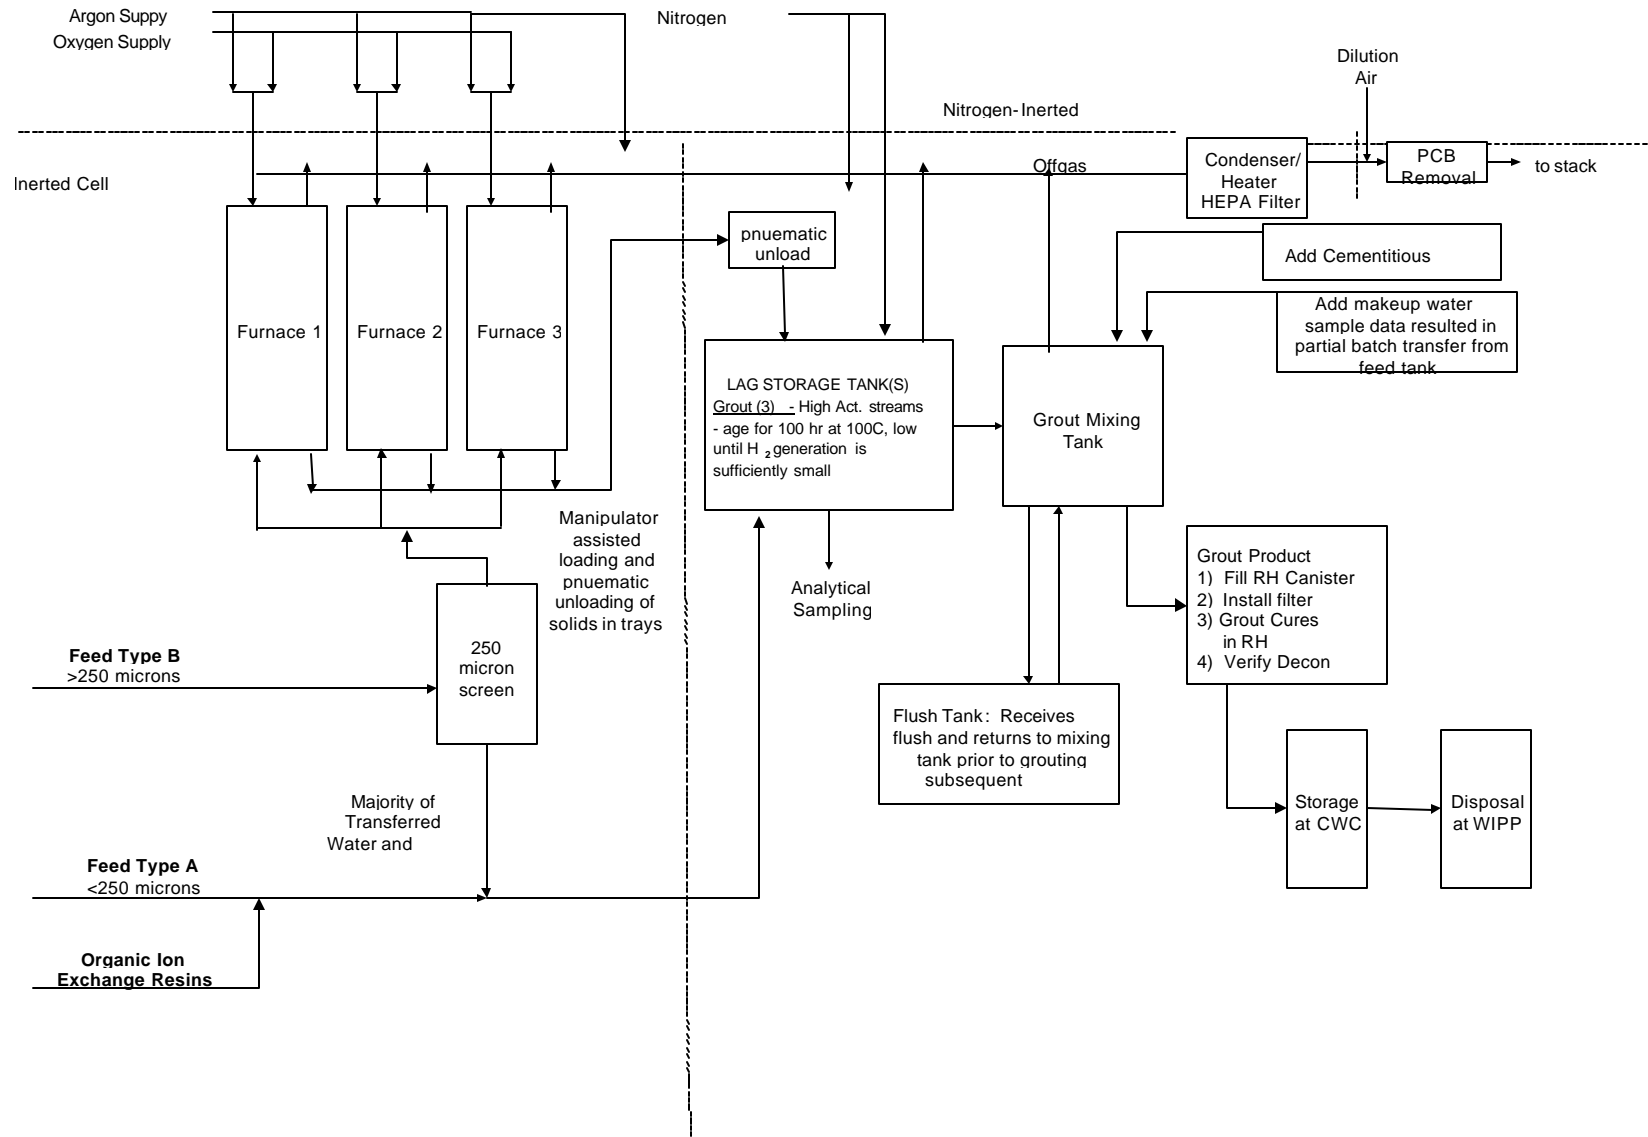 Argon Suppy
Oxygen Supply
Nitrogen
Dilution
Air
Nitrogen-Inerted
Inerted Cell
Offgas
Condenser/
Heater
HEPA Filter
PCB
Removal
to stack
pnuematic
unload
Add Cementitious
Add makeup water
sample data resulted in
partial batch transfer from
feed tank
Furnace 1
Furnace 2
Furnace 3
LAG STORAGE TANK(S)
Grout (3) - High Act. streams
- age for 100 hr at 100C, low
until H 2 generation is
sufficiently small
Grout Mixing
Tank
Manipulator
assisted
loading and
pnuematic
unloading of
solids in trays
Analytical
Sampling
Grout Product
1) Fill RH Canister
2) Install filter
3) Grout Cures
in RH
4) Verify Decon
250
micron
screen
Feed Type B
>250 microns
Flush Tank: Receives
flush and returns to mixing
tank prior to grouting
subsequent
Majority of
Transferred
Water and
Storage
at CWC
Disposal
at WIPP
Feed Type A
<250 microns
Organic Ion
Exchange Resins